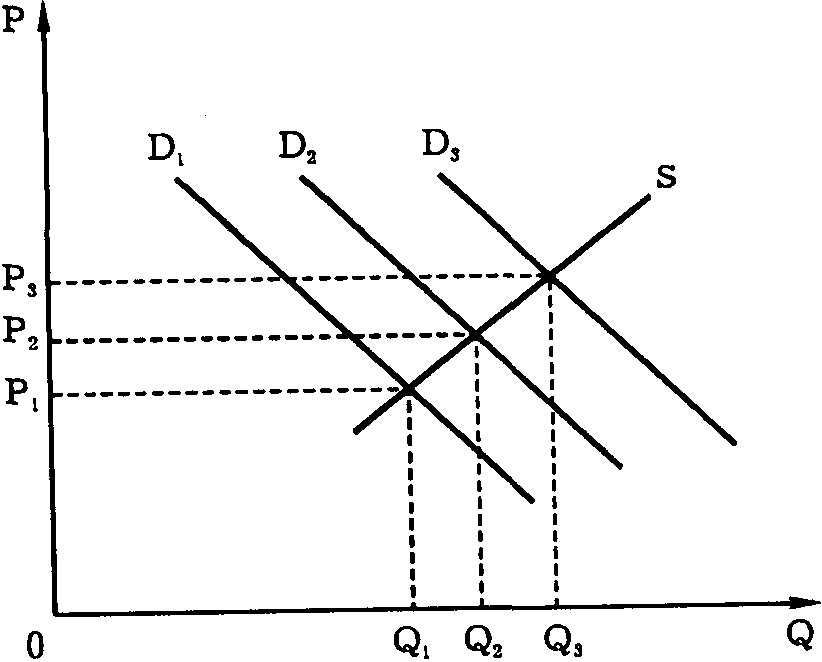 P
D₁ D₂ D₃
S
P₃
P₂
P₁
0 Q₁ Q₂ Q₃ Q